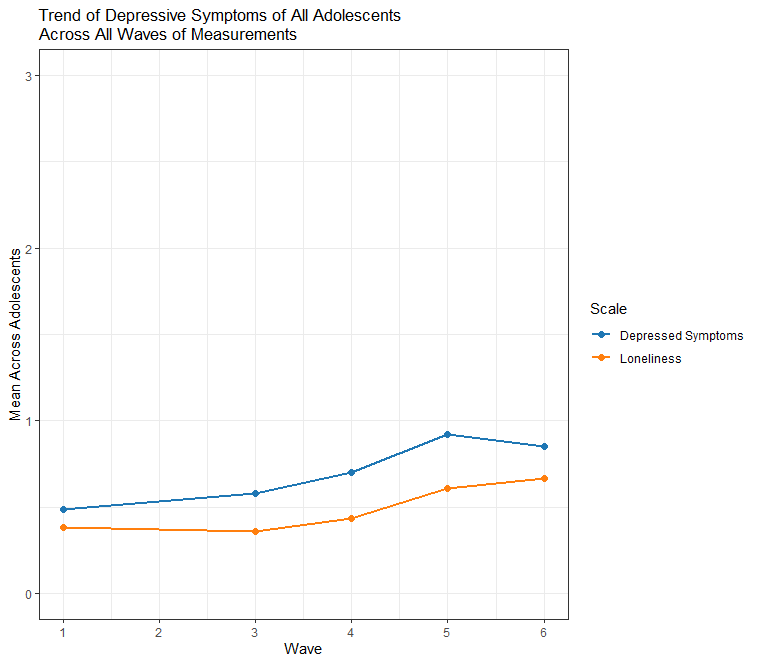 Trend of Depressive Symptoms of All Adolescents
Across All Waves of Measurements
3
2
1
0
Mean Across Adolescents
1 2 3 4 5 6
Wave
Scale
Depressed Symptoms
Loneliness